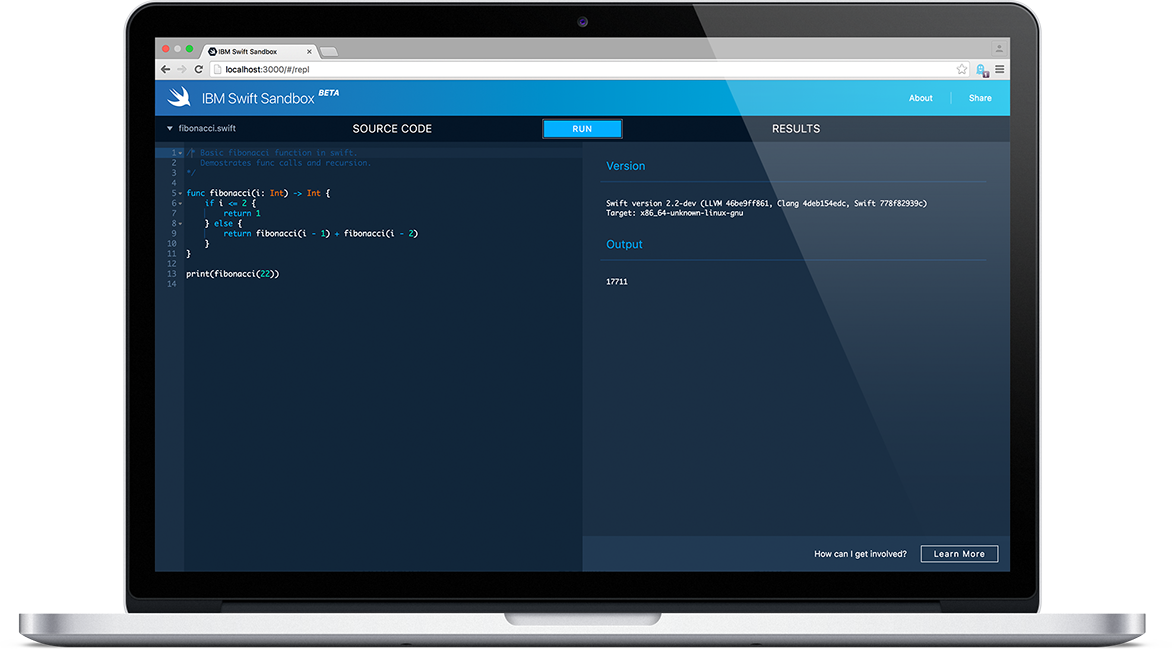 IBM Swift Sandbox
localhost:3000/#/repl
IBM Swift Sandbox BETA
About
Share
fibonacci.swift
SOURCE CODE
RUN
RESULTS
1 /* Basic fibonacci function in swift.
2 Demostrates func calls and recursion.
3 */
4
5 func fibonacci(i: Int) -> Int {
6 if i <= 2 {
7 return 1
8 } else {
9 return fibonacci(i - 1) + fibonacci(i - 2)
10 }
11 }
12
13 print(fibonacci(22))
14
Version
Swift version 2.2-dev (LLVM 46be9ff861, Clang 4deb154edc, Swift 778f82939c)
Target: x86_64-unknown-linux-gnu
Output
17711
How can I get involved?
Learn More